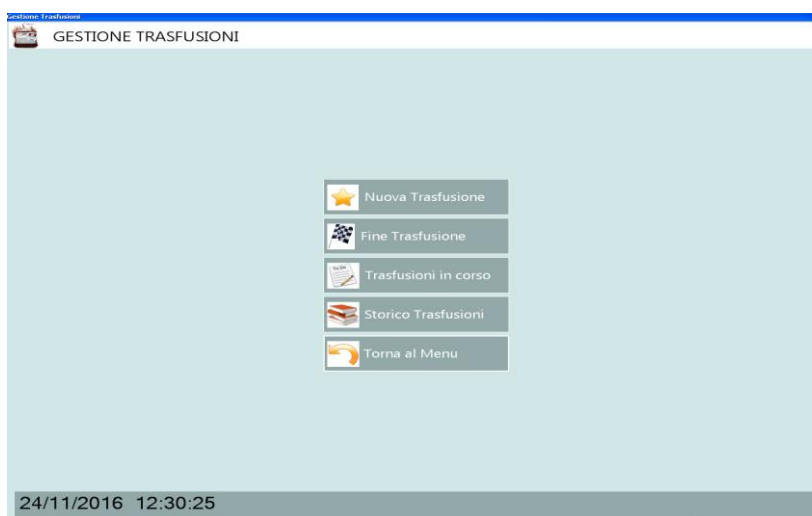 Gestione Trasfusioni
GESTIONE TRASFUSIONI
Nuova Trasfusione
Fine Trasfusione
Trasfusioni in corso
Storico Trasfusioni
Torna al Menu
24/11/2016 12:30:25